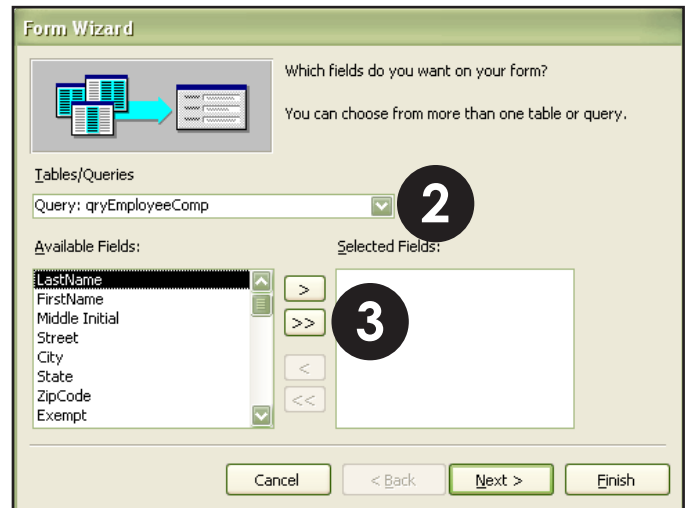 Form Wizard
Which fields do you want on your form?
You can choose from more than one table or query.
Tables/Queries
Query: qryEmployeeComp
2
Available Fields:
Selected Fields:
LastName
FirstName
Middle Initial
Street
City
State
ZipCode
Exempt
>
>>
3
<
<<
Cancel
< Back
Next >
Finish